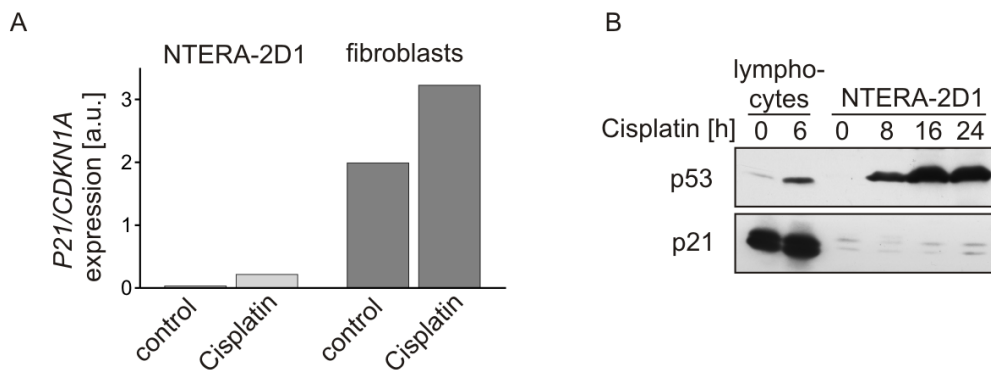 A
NTERA-2D1 fibroblasts
P21/CDKN1A
expression [a.u.]
3
2
1
0
control
Cisplatin
control
Cisplatin
B
lympho-
cytes NTERA-2D1
Cisplatin [h] 0 6 0 8 16 24
p53
p21